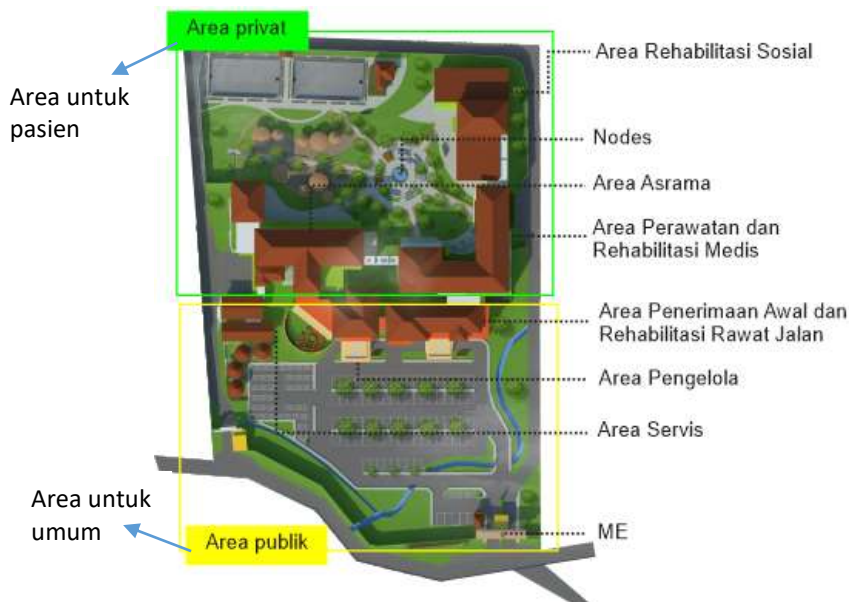 Area privat
Area untuk
pasien
Area Rehabilitasi Sosial
Nodes
Area Asrama
Area Perawatan dan
Rehabilitasi Medis
Area Penerimaan Awal dan
Rehabilitasi Rawat Jalan
Area Pengelola
Area Servis
Area untuk
umum
Area publik
ME